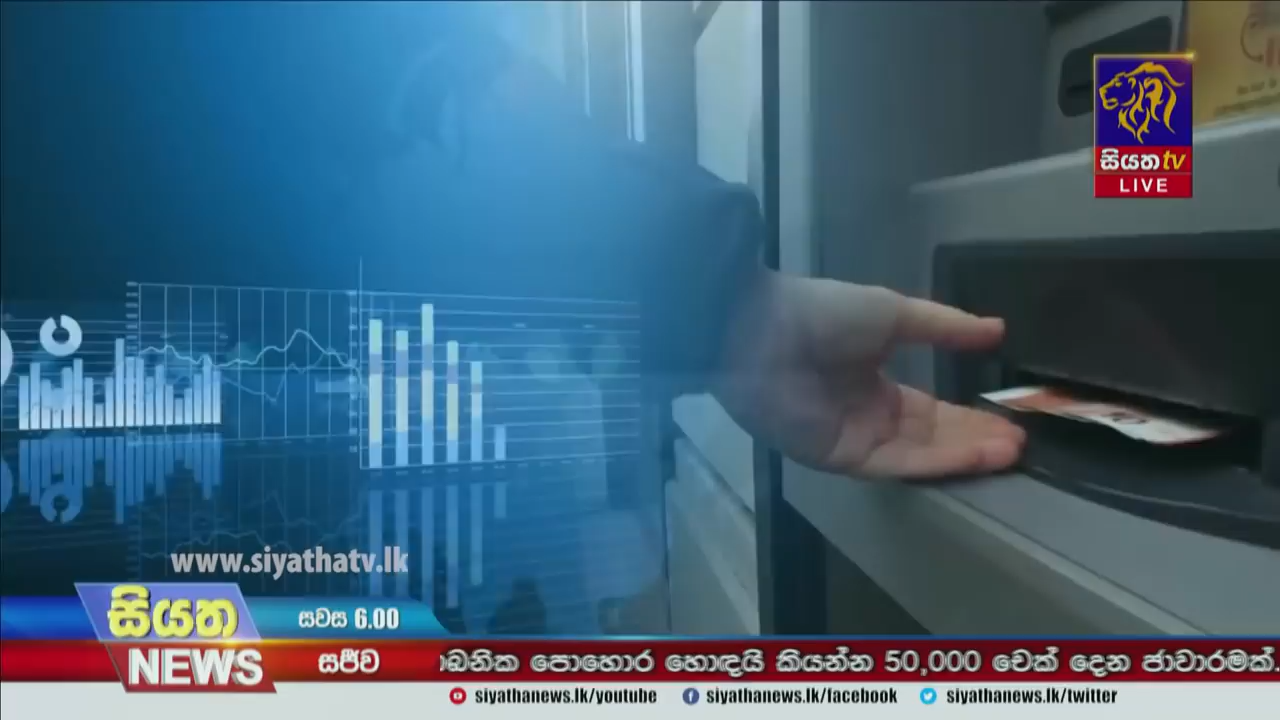 සියත tv
LIVE
www.siyathatv.lk
සියත
NEWS
සවස 6.00
සජීව
ාබනික පොහොර හොඳයි කියන්න 50,000 චෙක් දෙන ජාවාරමක්.
siyathanews.lk/youtube
siyathanews.lk/facebook
siyathanews.lk/twitter